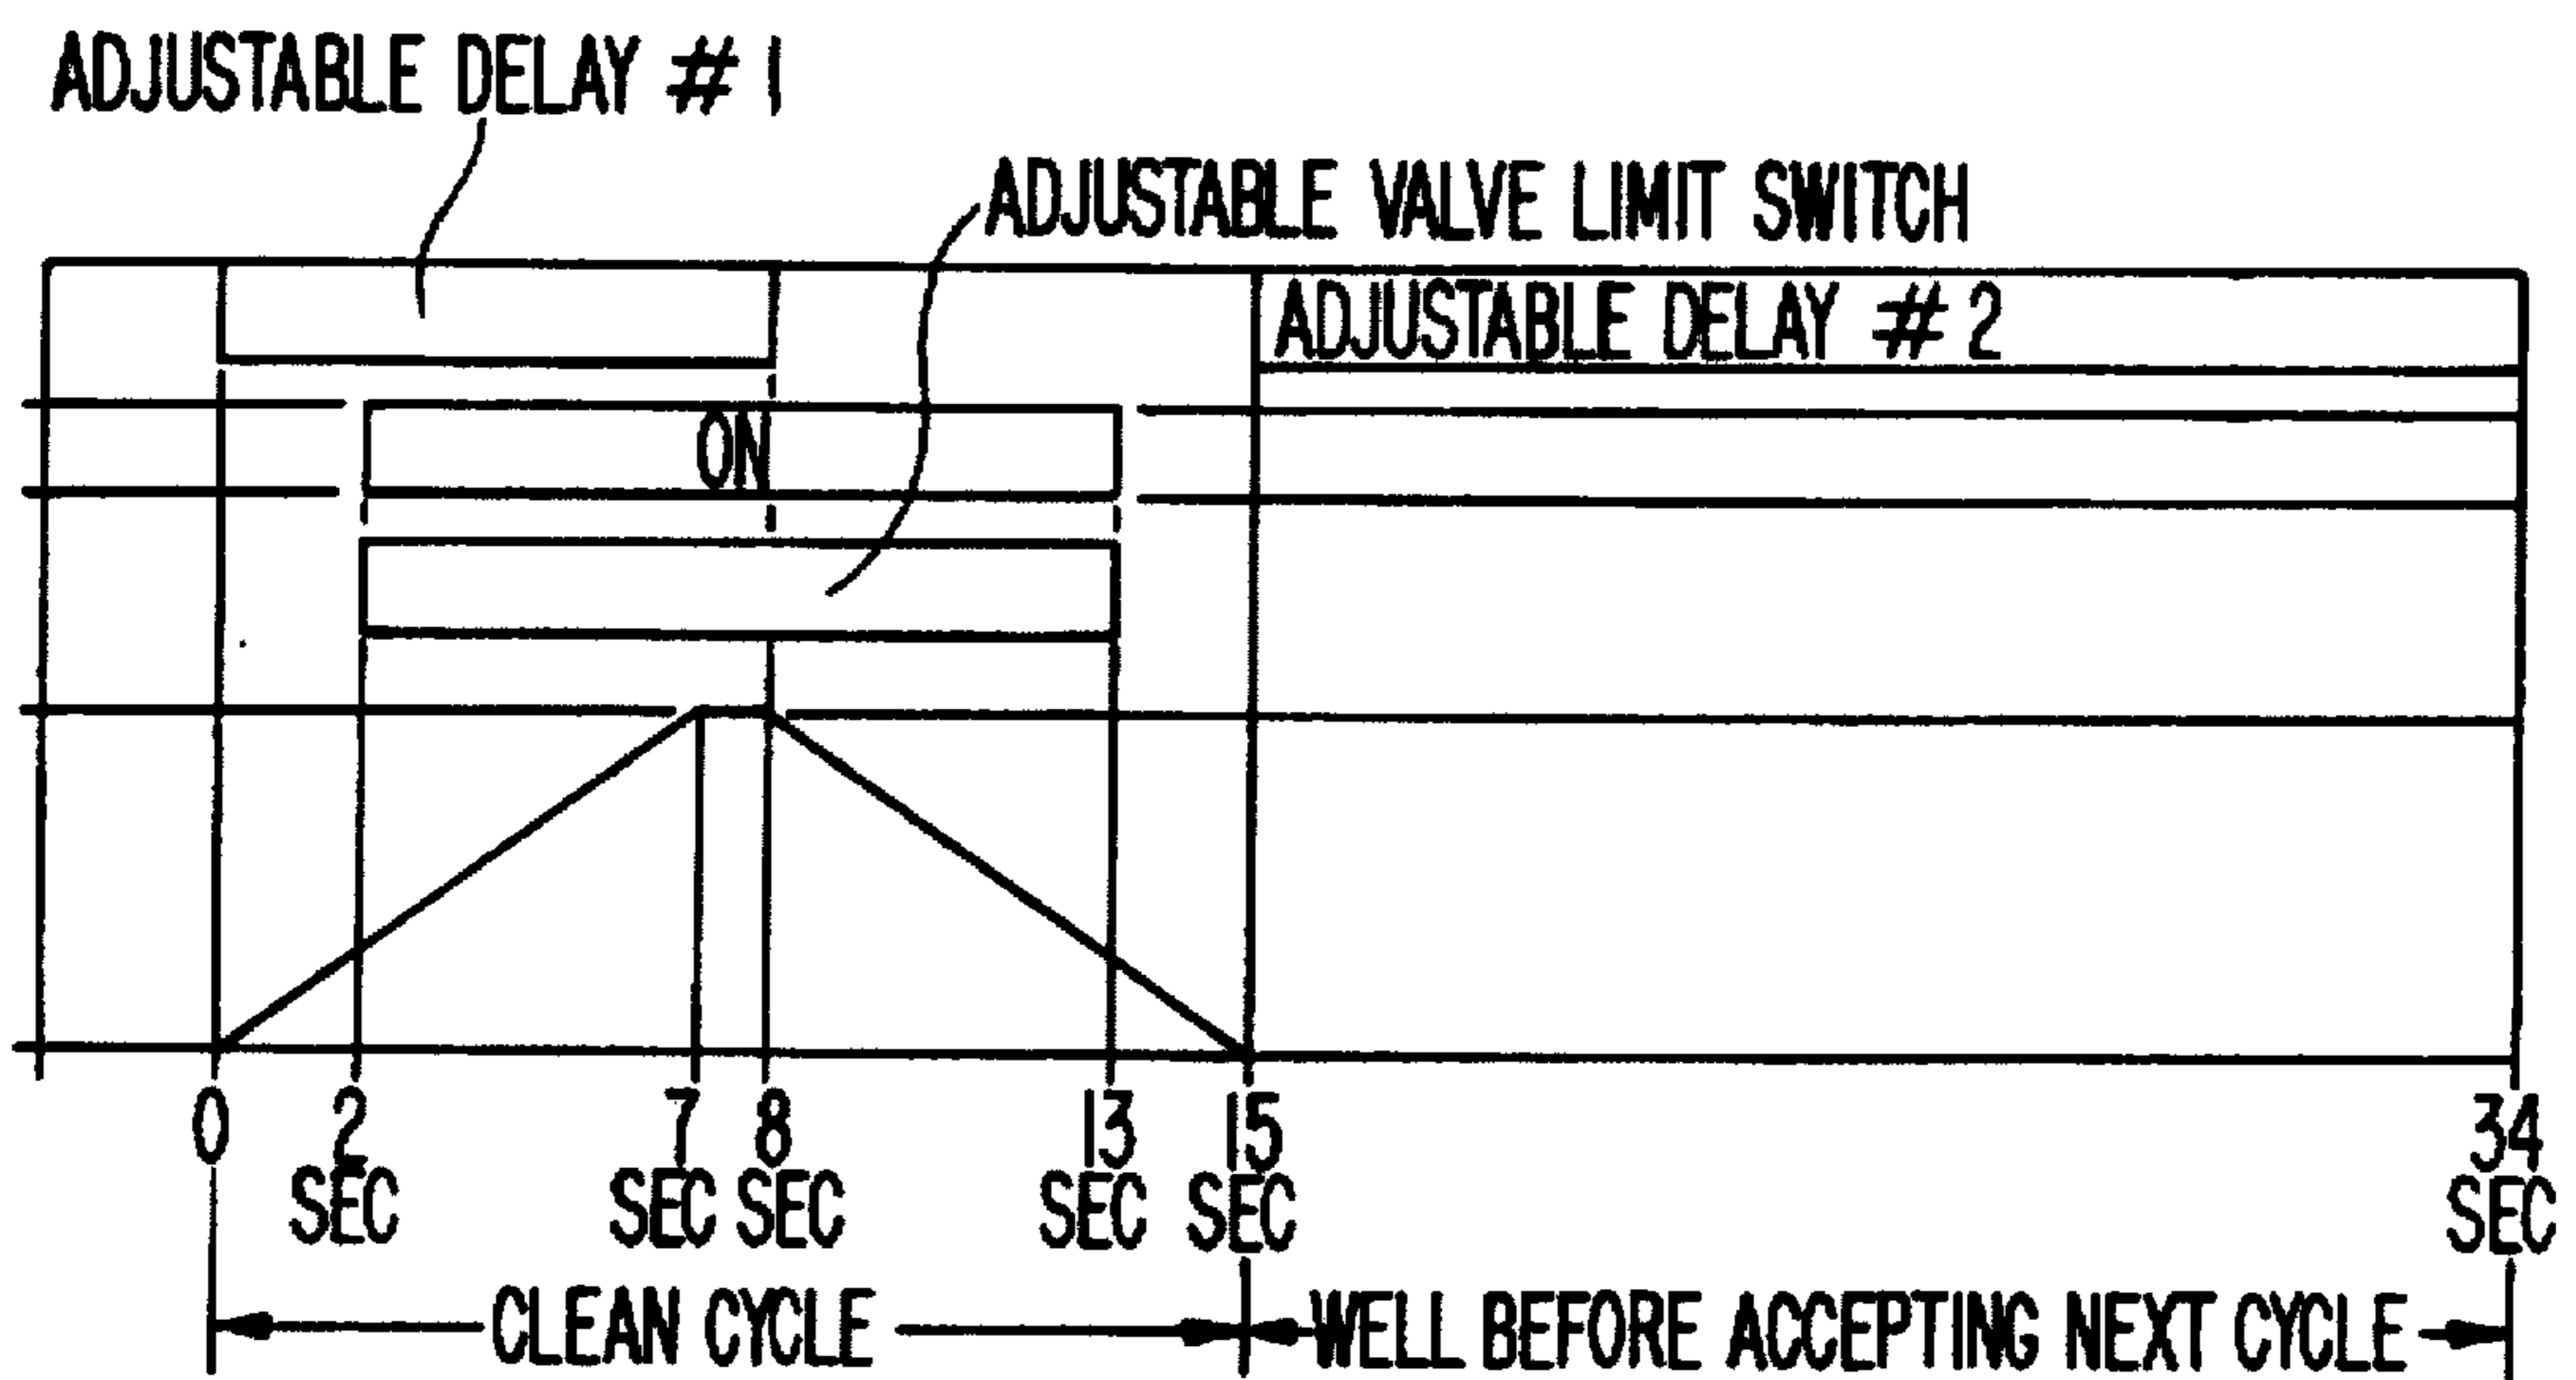 ADJUSTABLE DELAY # 1
ADJUSTABLE VALVE LIMIT SWITCH
ADJUSTABLE DELAY # 2
ON
0 2 7 8 13 15 34
SEC SEC SEC SEC SEC SEC
CLEAN CYCLE WELL BEFORE ACCEPTING NEXT CYCLE